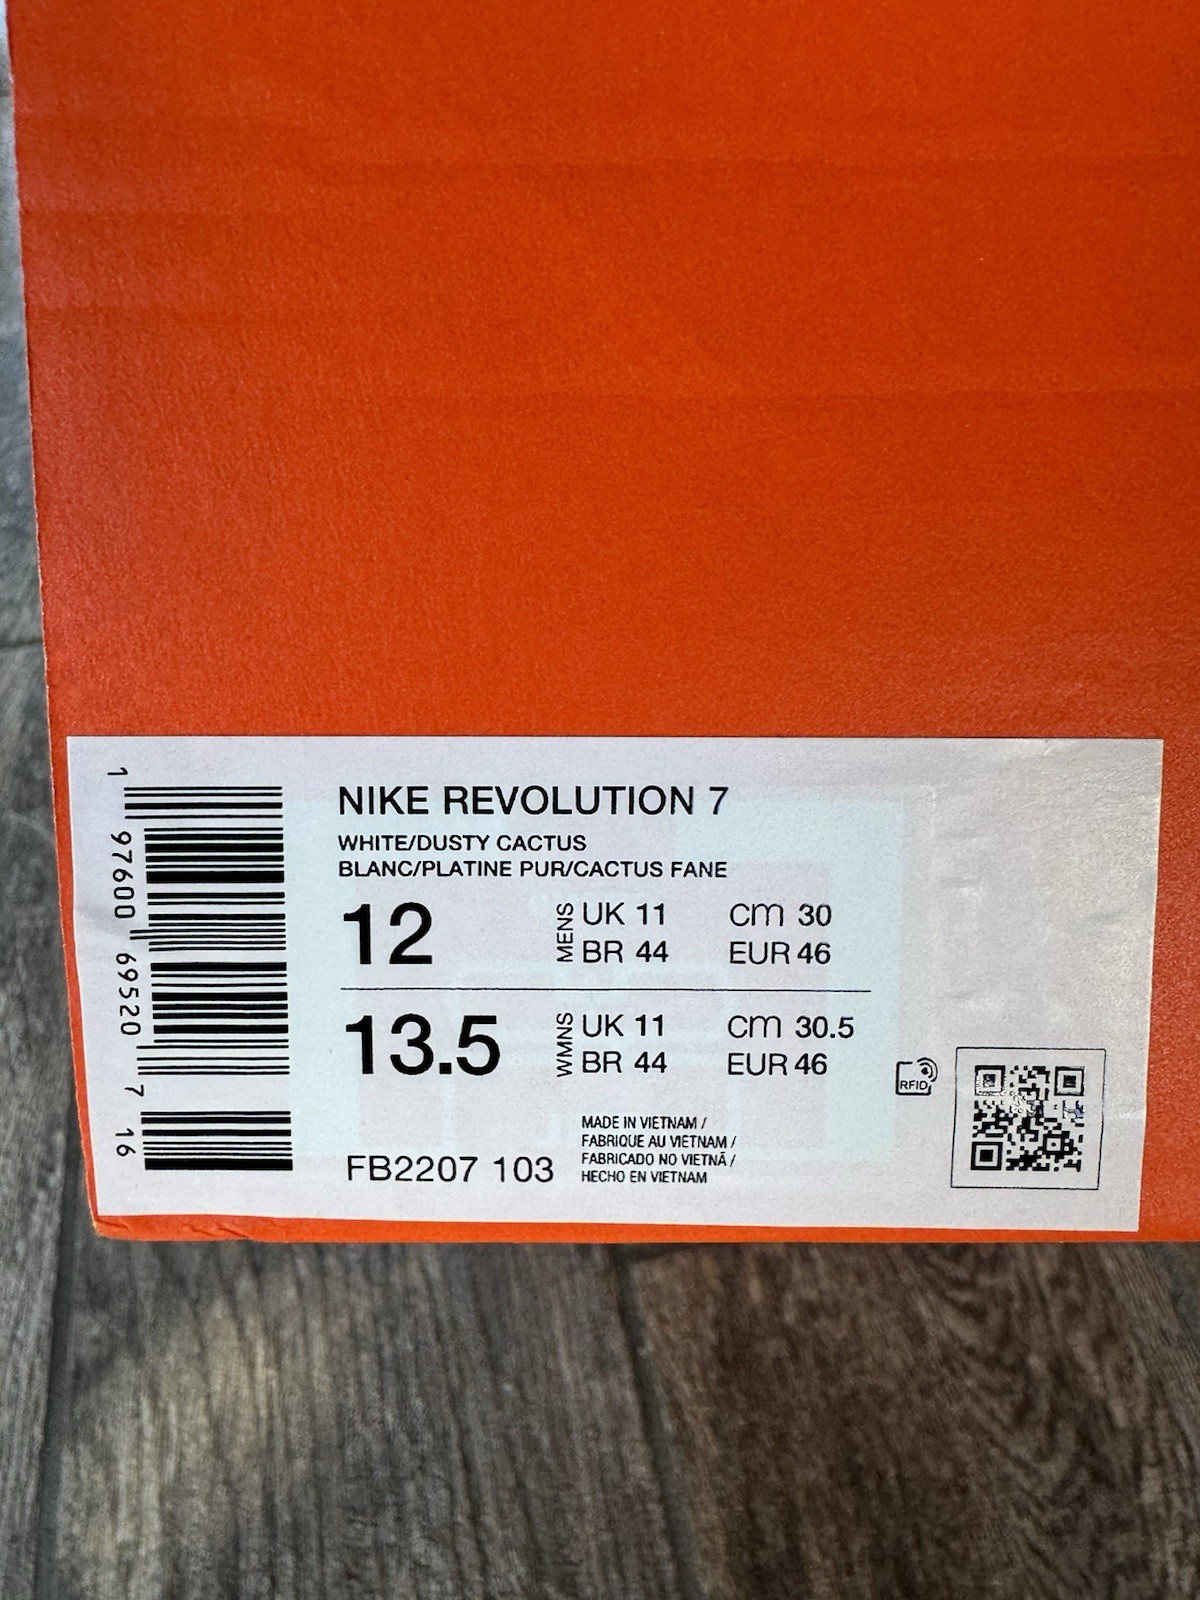 NIKE REVOLUTION 7
WHITE/DUSTY CACTUS
BLANC/PLATINE PUR/CACTUS FANE
12 MENS UK 11 CM 30
BR 44 EUR 46
13.5 WMNS UK 11 CM 30.5
BR 44 EUR 46
RFID
FB2207 103
MADE IN VIETNAM /
FABRIQUE AU VIETNAM /
FABRICADO NO VIETNÃ /
HECHO EN VIETNAM
1 97600 69520 7 16